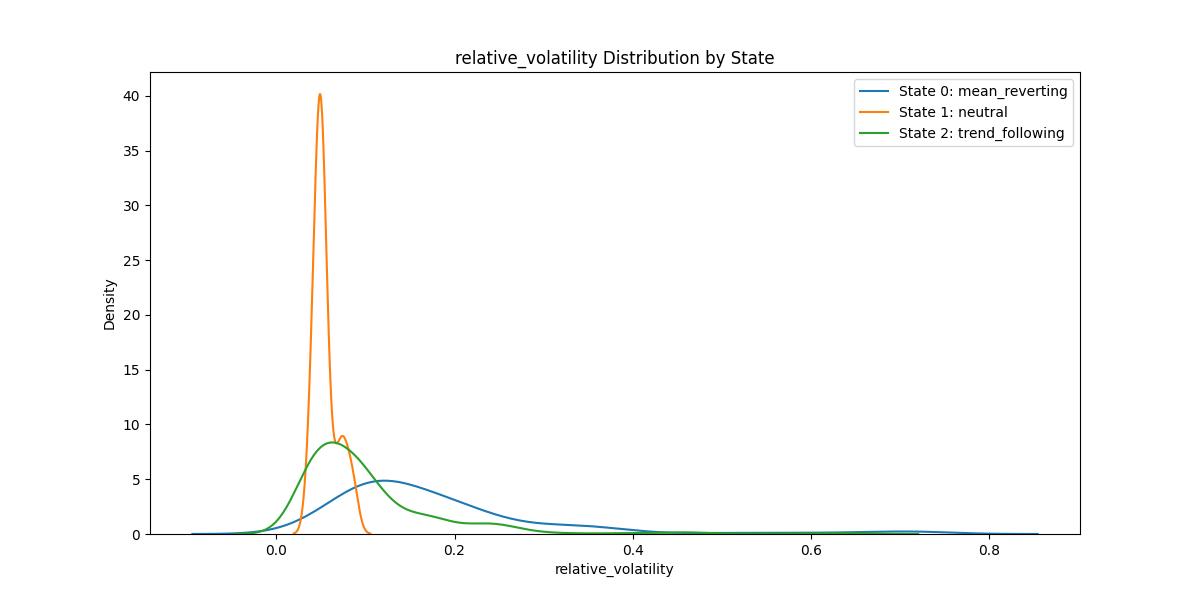 relative_volatility Distribution by State
State 0: mean_reverting
State 1: neutral
State 2: trend_following
Density
40
35
30
25
20
15
10
5
0
0.0 0.2 0.4 0.6 0.8
relative_volatility